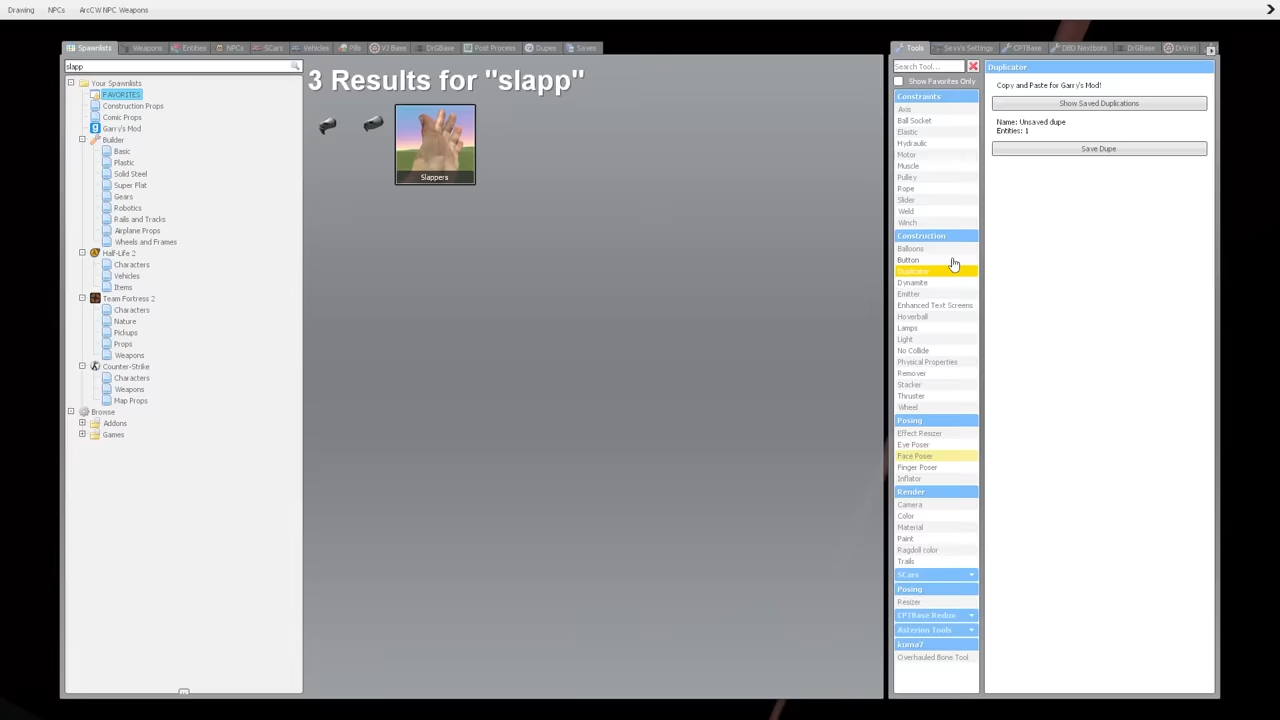 Drawing NPCs ArcCW NPC Weapons
Spawnlists Weapons Entities NPCs SCars Vehicles Pills VJ Base DrGBase Post Process Dupes Saves
slapp
Your Spawnlists
FAVORITES
Construction Props
Comic Props
Garry's Mod
Builder
Basic
Plastic
Solid Steel
Super Flat
Gears
Robotics
Rails and Tracks
Airplane Props
Wheels and Frames
Half-Life 2
Characters
Vehicles
Items
Team Fortress 2
Characters
Nature
Pickups
Props
Weapons
Counter-Strike
Characters
Weapons
Map Props
Browse
Addons
Games
3 Results for "slapp"
Slappers
Tools Sevv's Settings CPTBase DBD Nextbots DrGBase
Search Tool...
Show Favorites Only
Constraints
Axis
Ball Socket
Elastic
Hydraulic
Motor
Muscle
Pulley
Rope
Slider
Weld
Winch
Construction
Balloons
Button
Duplicator
Dynamite
Emitter
Enhanced Text Screens
Hoverball
Lamps
Light
No Collide
Physical Properties
Remover
Stacker
Thruster
Wheel
Posing
Effect Resizer
Eye Poser
Face Poser
Finger Poser
Inflator
Render
Camera
Color
Material
Paint
Ragdoll color
Trails
SCars
Posing
Resizer
CPTBase Redux
Asterion Tools
kuma7
Overhauled Bone Tool
Duplicator
Copy and Paste for Garry's Mod!
Show Saved Duplications
Name: Unsaved dupe
Entities: 1
Save Dupe